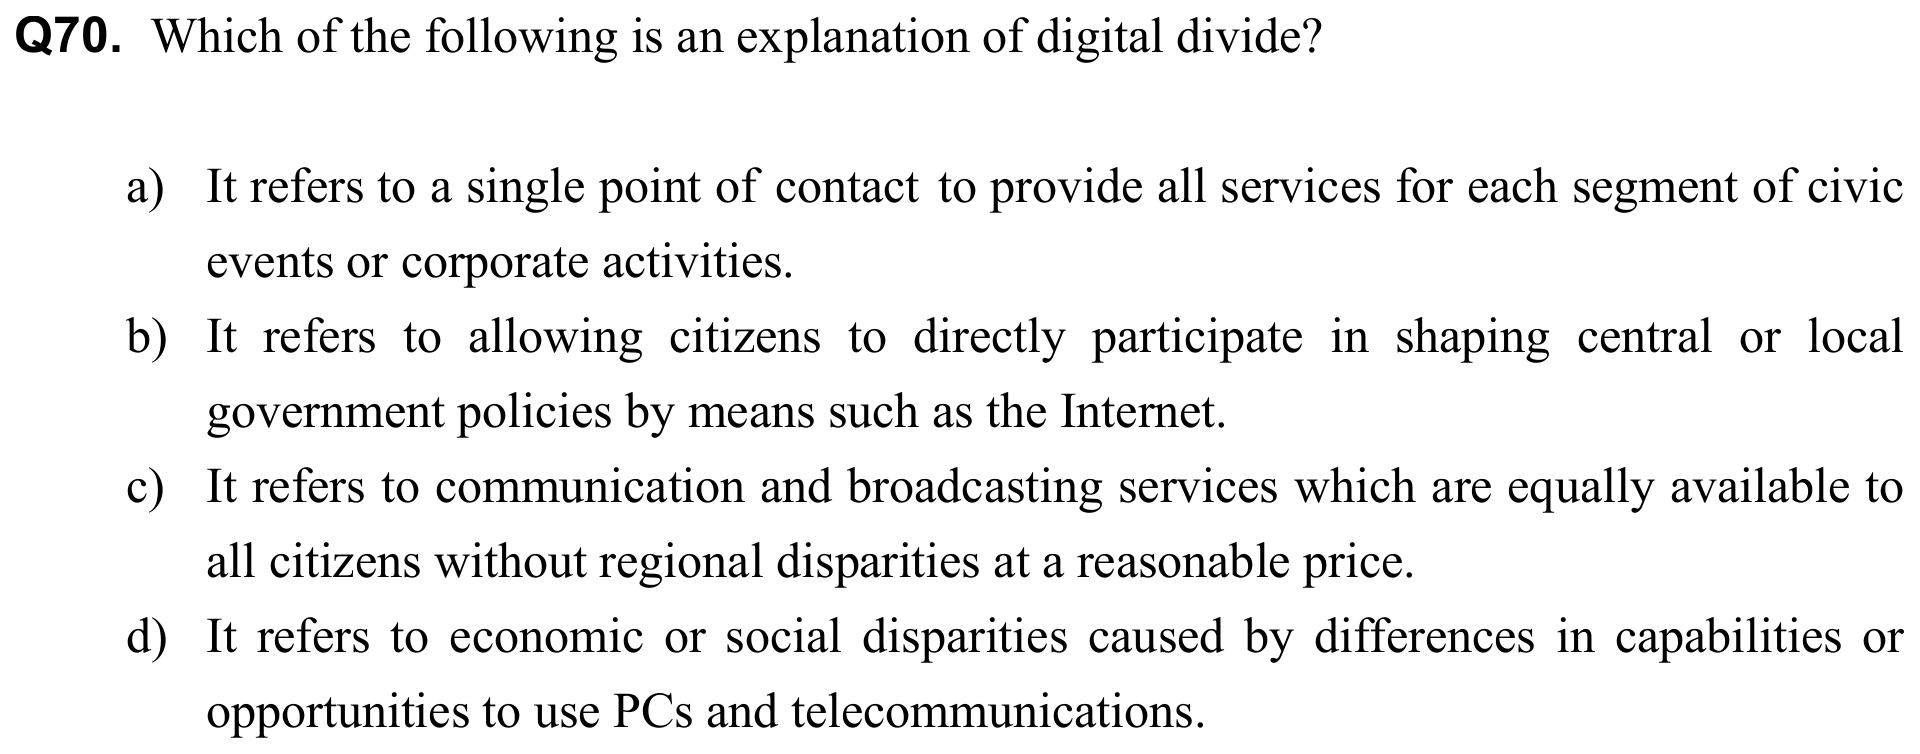 Q70. Which of the following is an explanation of digital divide?
a) It refers to a single point of contact to provide all services for each segment of civic
events or corporate activities.
b) It refers to allowing citizens to directly participate in shaping central or local
government policies by means such as the Internet.
c) It refers to communication and broadcasting services which are equally available to
all citizens without regional disparities at a reasonable price.
d) It refers to economic or social disparities caused by differences in capabilities or
opportunities to use PCs and telecommunications.